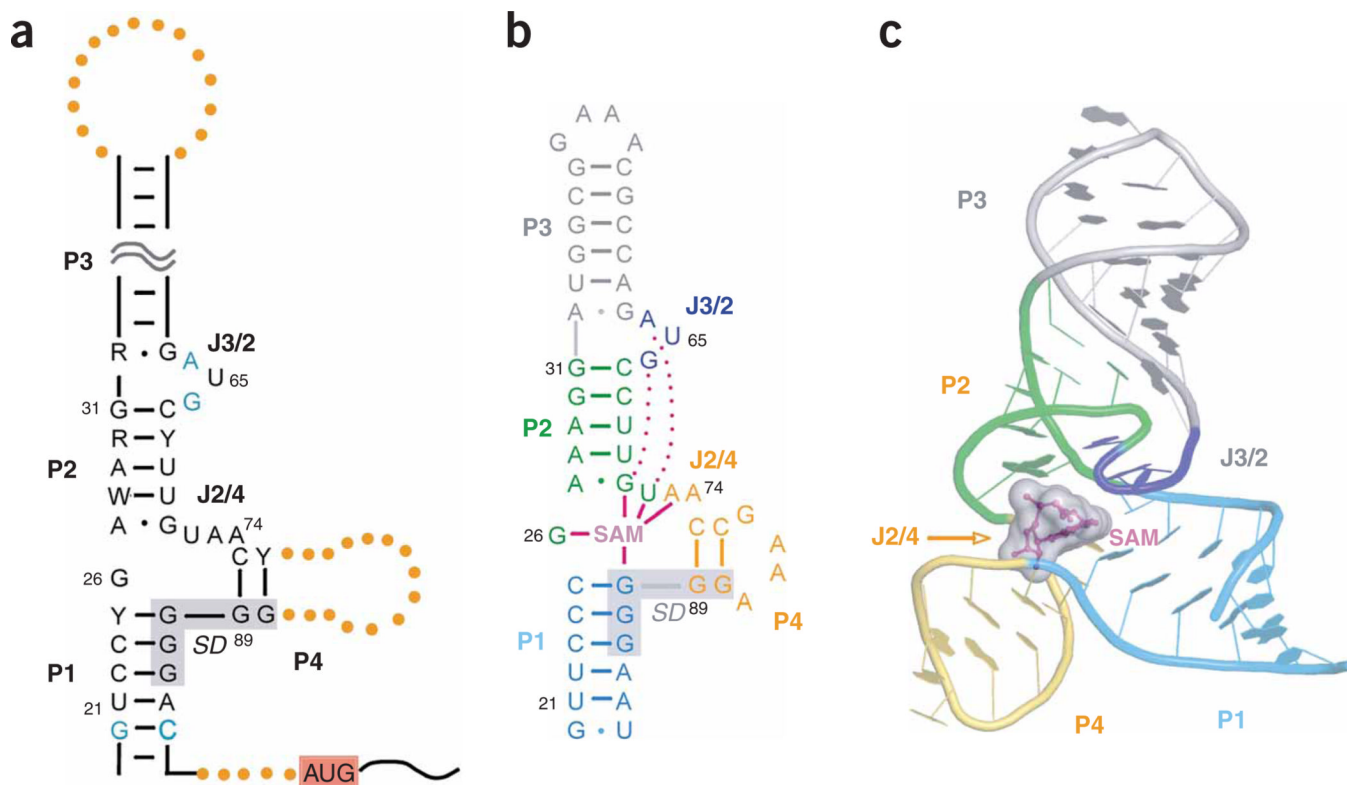 a
b
c
P3
R · G A J3/2
U 65
31 G C G
R Y
P2 A U
W U J2/4
A · G U A A 74
C Y
26 G
Y G G G
SD 89
C G P4
P1 C G
U A
21
G C
AUG
A A
G A
G C
C G
P3 G C
G C
U A
A · G A J3/2
U 65
31 G C G
G C
P2 A U
A U J2/4
A · G U A A 74
C C G
26 G SAM A
A
C G G G A
SD 89
C G P4
P1 C G
U A
21 U A
G · U
P3
P2
J3/2
J2/4
SAM
P4
P1